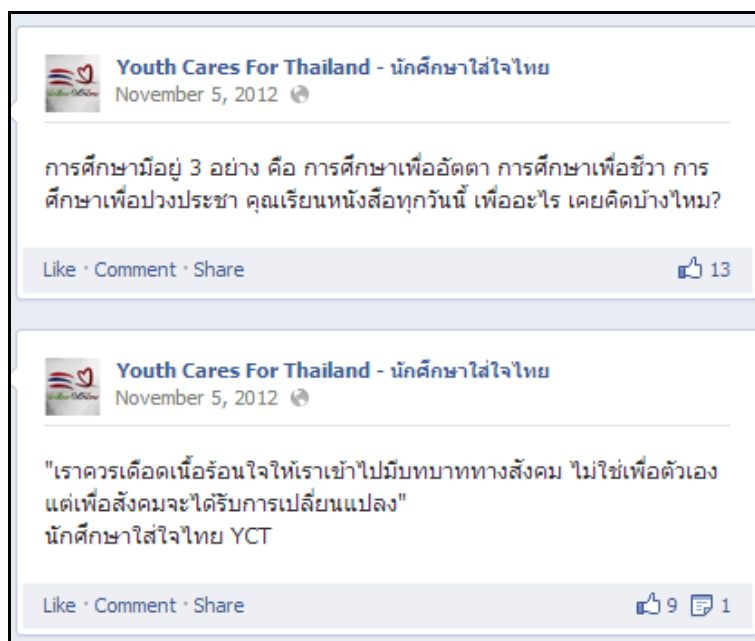 Youth Cares For Thailand - นักศึกษาใส่ใจไทย
November 5, 2012
การศึกษามีอยู่ 3 อย่าง คือ การศึกษาเพื่ออัตตา การศึกษาเพื่อชีวา การ
ศึกษาเพื่อปวงประชา คุณเรียนหนังสือทุกวันนี้ เพื่ออะไร เคยคิดบ้างไหม?
Like · Comment · Share 13
Youth Cares For Thailand - นักศึกษาใส่ใจไทย
November 5, 2012
"เราควรเดือดเนื้อร้อนใจให้เราเข้าไปมีบทบาททางสังคม ไม่ใช่เพื่อตัวเอง
แต่เพื่อสังคมจะได้รับการเปลี่ยนแปลง"
นักศึกษาใส่ใจไทย YCT
Like · Comment · Share 9 1